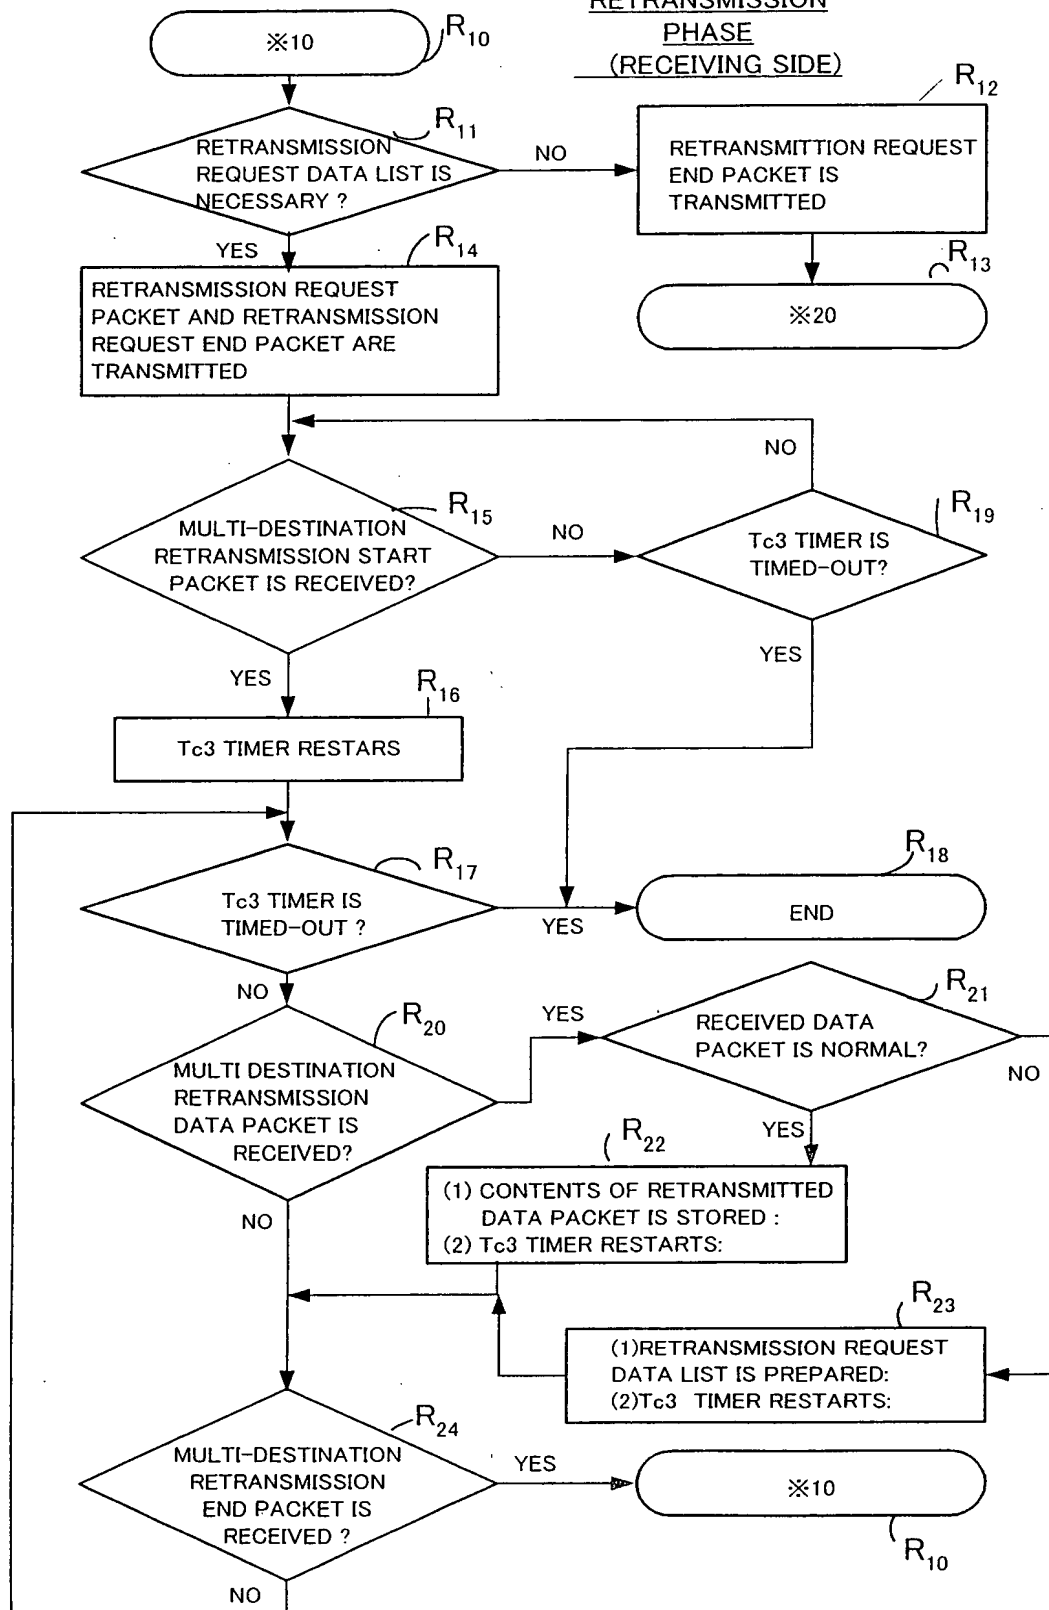 RETRANSMISSION
PHASE
(RECEIVING SIDE)
※10
R10
R11
RETRANSMISSION
REQUEST DATA LIST IS
NECESSARY ?
NO
R12
RETRANSMITTION REQUEST
END PACKET IS
TRANSMITTED
R13
※20
YES
R14
RETRANSMISSION REQUEST
PACKET AND RETRANSMISSION
REQUEST END PACKET ARE
TRANSMITTED
R15
MULTI-DESTINATION
RETRANSMISSION START
PACKET IS RECEIVED?
NO
NO
R19
Tc3 TIMER IS
TIMED-OUT?
YES
YES
R16
Tc3 TIMER RESTARS
R17
Tc3 TIMER IS
TIMED-OUT ?
YES
R18
END
NO
R20
MULTI DESTINATION
RETRANSMISSION
DATA PACKET IS
RECEIVED?
YES
R21
RECEIVED DATA
PACKET IS NORMAL?
NO
YES
R22
(1) CONTENTS OF RETRANSMITTED
DATA PACKET IS STORED :
(2) Tc3 TIMER RESTARTS:
NO
R23
(1)RETRANSMISSION REQUEST
DATA LIST IS PREPARED:
(2)Tc3 TIMER RESTARTS:
R24
MULTI-DESTINATION
RETRANSMISSION
END PACKET IS
RECEIVED ?
YES
※10
R10
NO